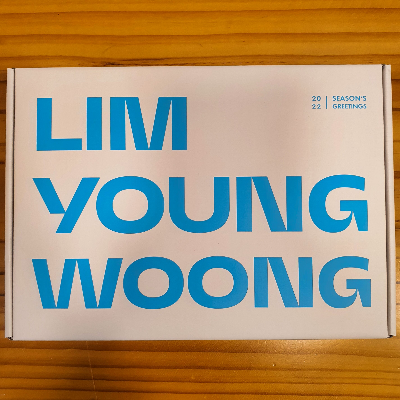 LIM
20 | SEASON'S
22 | GREETINGS
YOUNG
WOONG